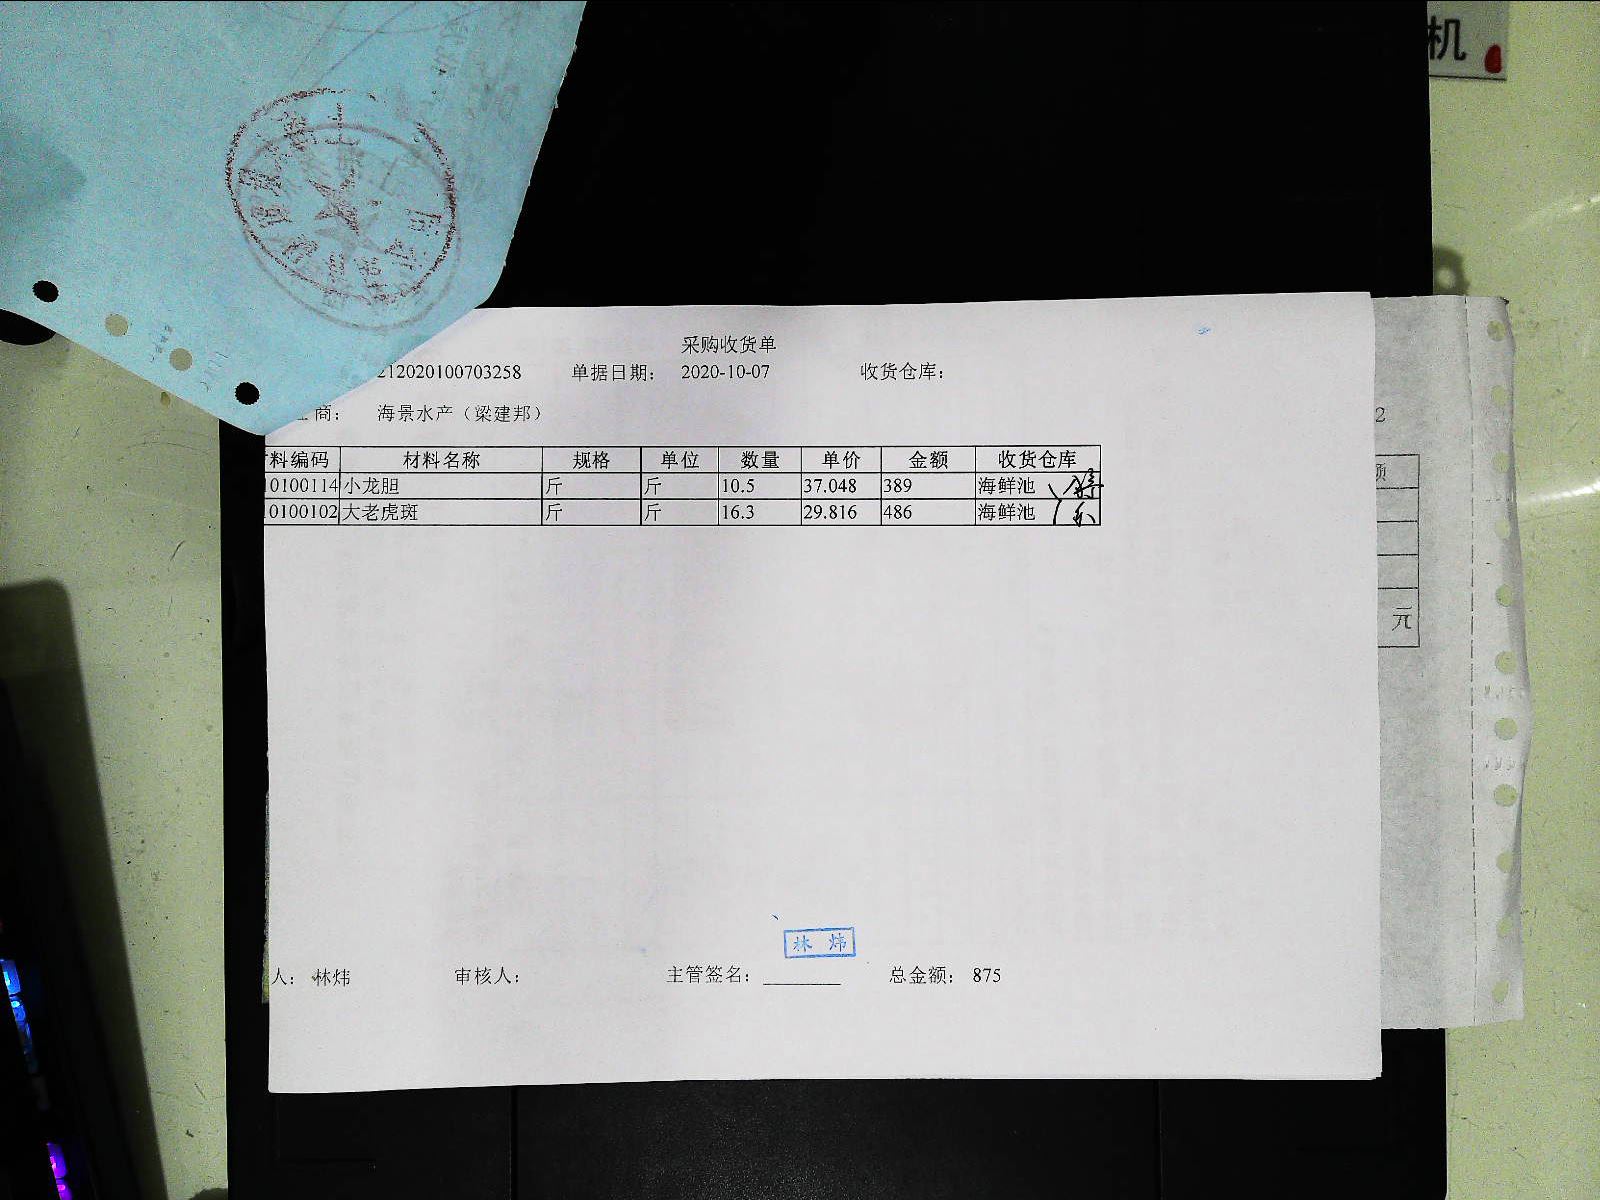 机
采购收货单
212020100703258 单据日期： 2020-10-07 收货仓库：
商： 海景水产（梁建邦）
2
料编码 材料名称 规格 单位 数量 单价 金额 收货仓库
0100114 小龙胆 斤 斤 10.5 37.048 389 海鲜池
0100102 大老虎斑 斤 斤 16.3 29.816 486 海鲜池
额
元
林炜
人： 林炜 审核人： 主管签名： 总金额： 875